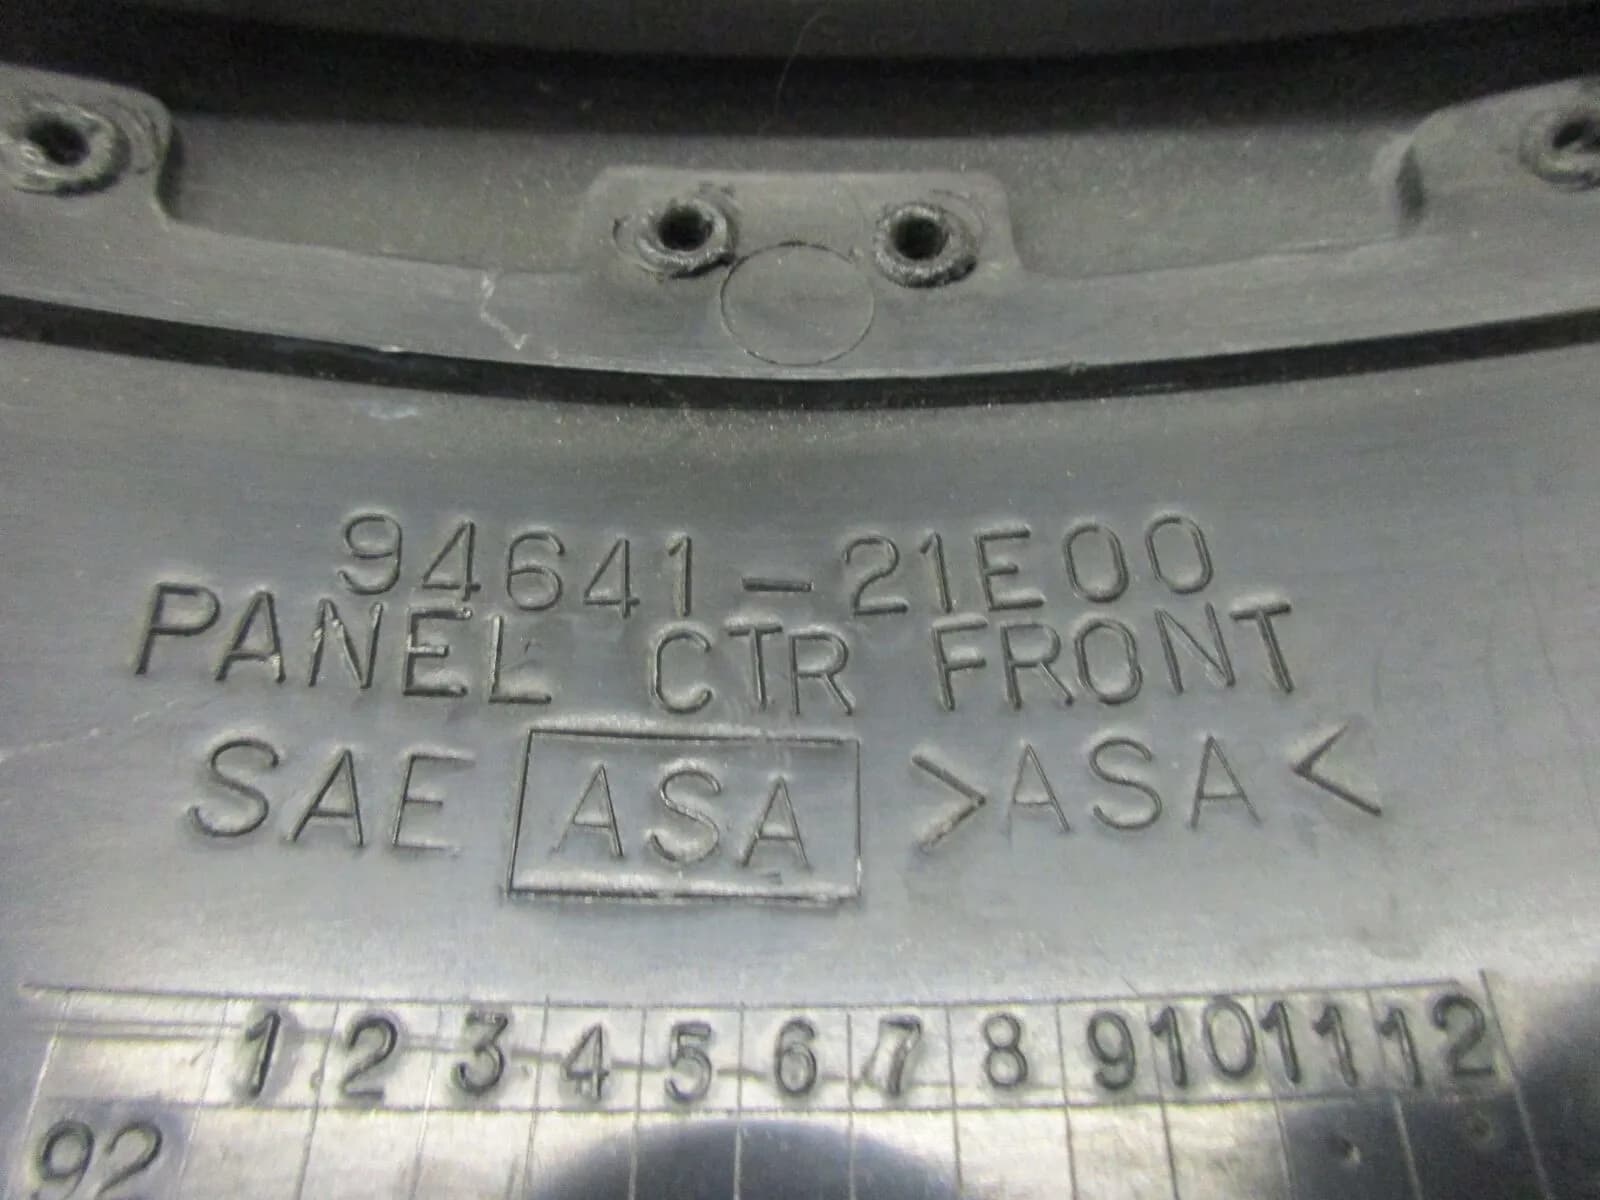 94641-21E00
PANEL CTR FRONT
SAE ASA >ASA<
1 2 3 4 5 6 7 8 9 10 11 12
92